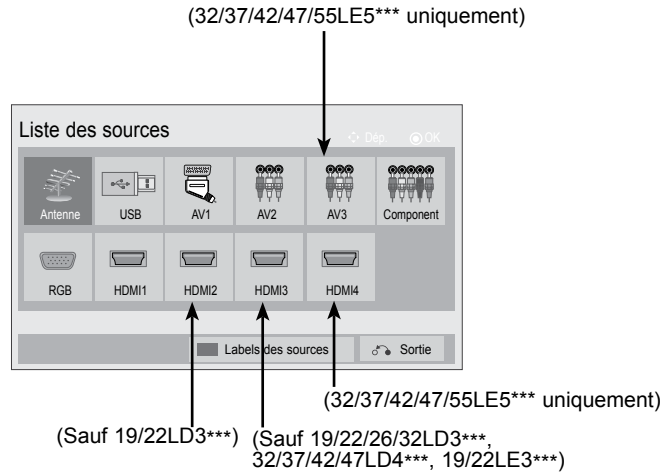 (32/37/42/47/55LE5*** uniquement)
Liste des sources
Dép.
OK
Antenne
USB
AV1
AV2
AV3
Component
RGB
HDMI1
HDMI2
HDMI3
HDMI4
Labels des sources
Sortie
(32/37/42/47/55LE5*** uniquement)
(Sauf 19/22LD3***)
(Sauf 19/22/26/32LD3***,
32/37/42/47LD4***, 19/22LE3***)